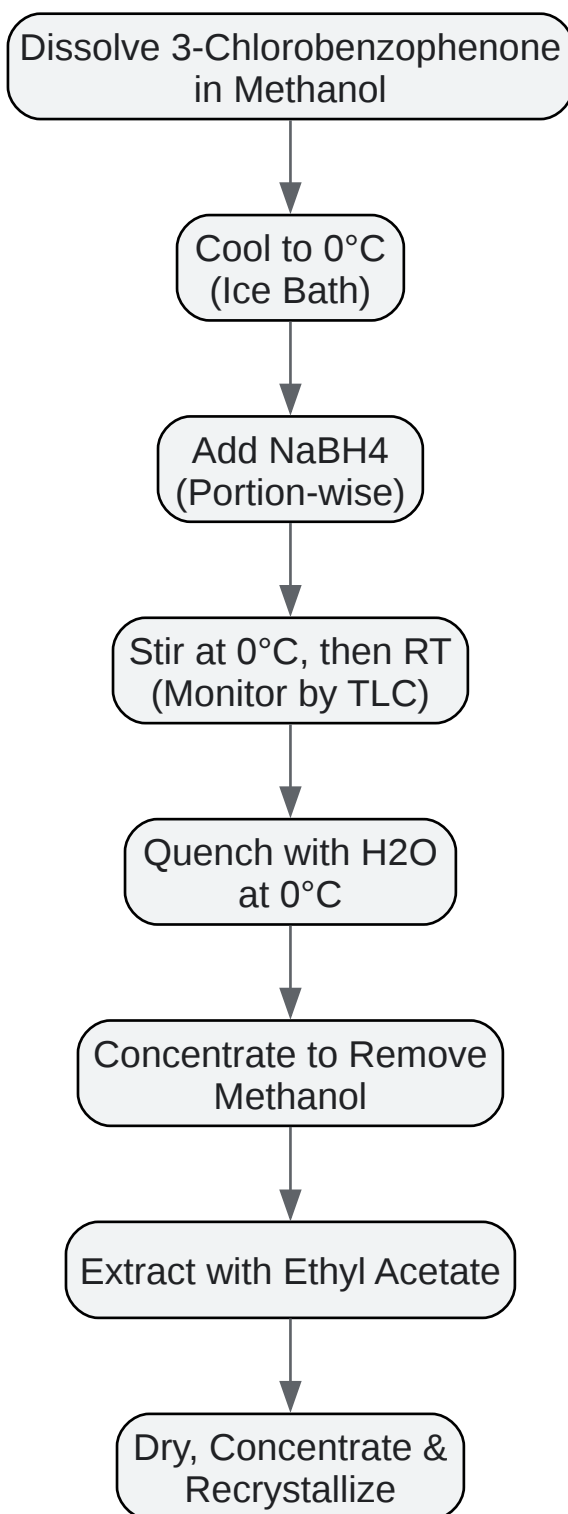 Dissolve 3-Chlorobenzophenone
in Methanol
Cool to 0°C
(Ice Bath)
Add NaBH4
(Portion-wise)
Stir at 0°C, then RT
(Monitor by TLC)
Quench with H2O
at 0°C
Concentrate to Remove
Methanol
Extract with Ethyl Acetate
Dry, Concentrate &
Recrystallize